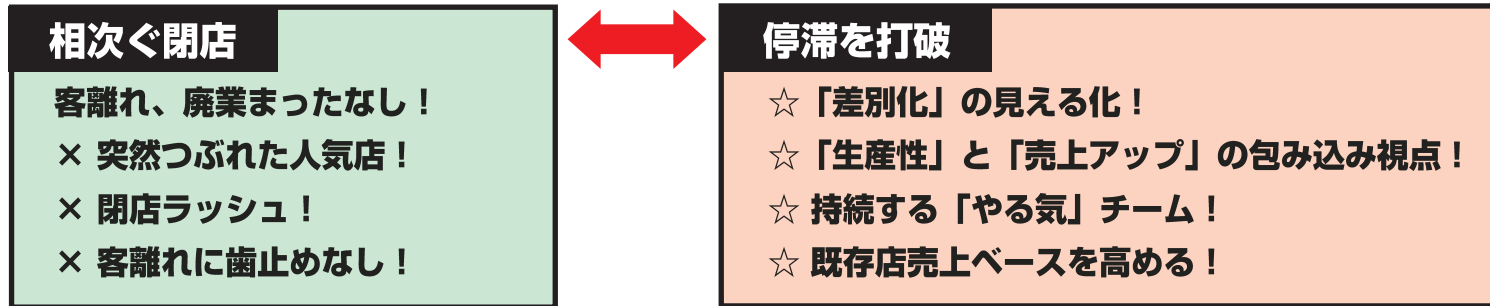 相次ぐ閉店
客離れ、廃業まったなし！
× 突然つぶれた人気店！
× 閉店ラッシュ！
× 客離れに歯止めなし！
停滞を打破
☆「差別化」の見える化！
☆「生産性」と「売上アップ」の包み込み視点！
☆ 持続する「やる気」チーム！
☆ 既存店売上ベースを高める！